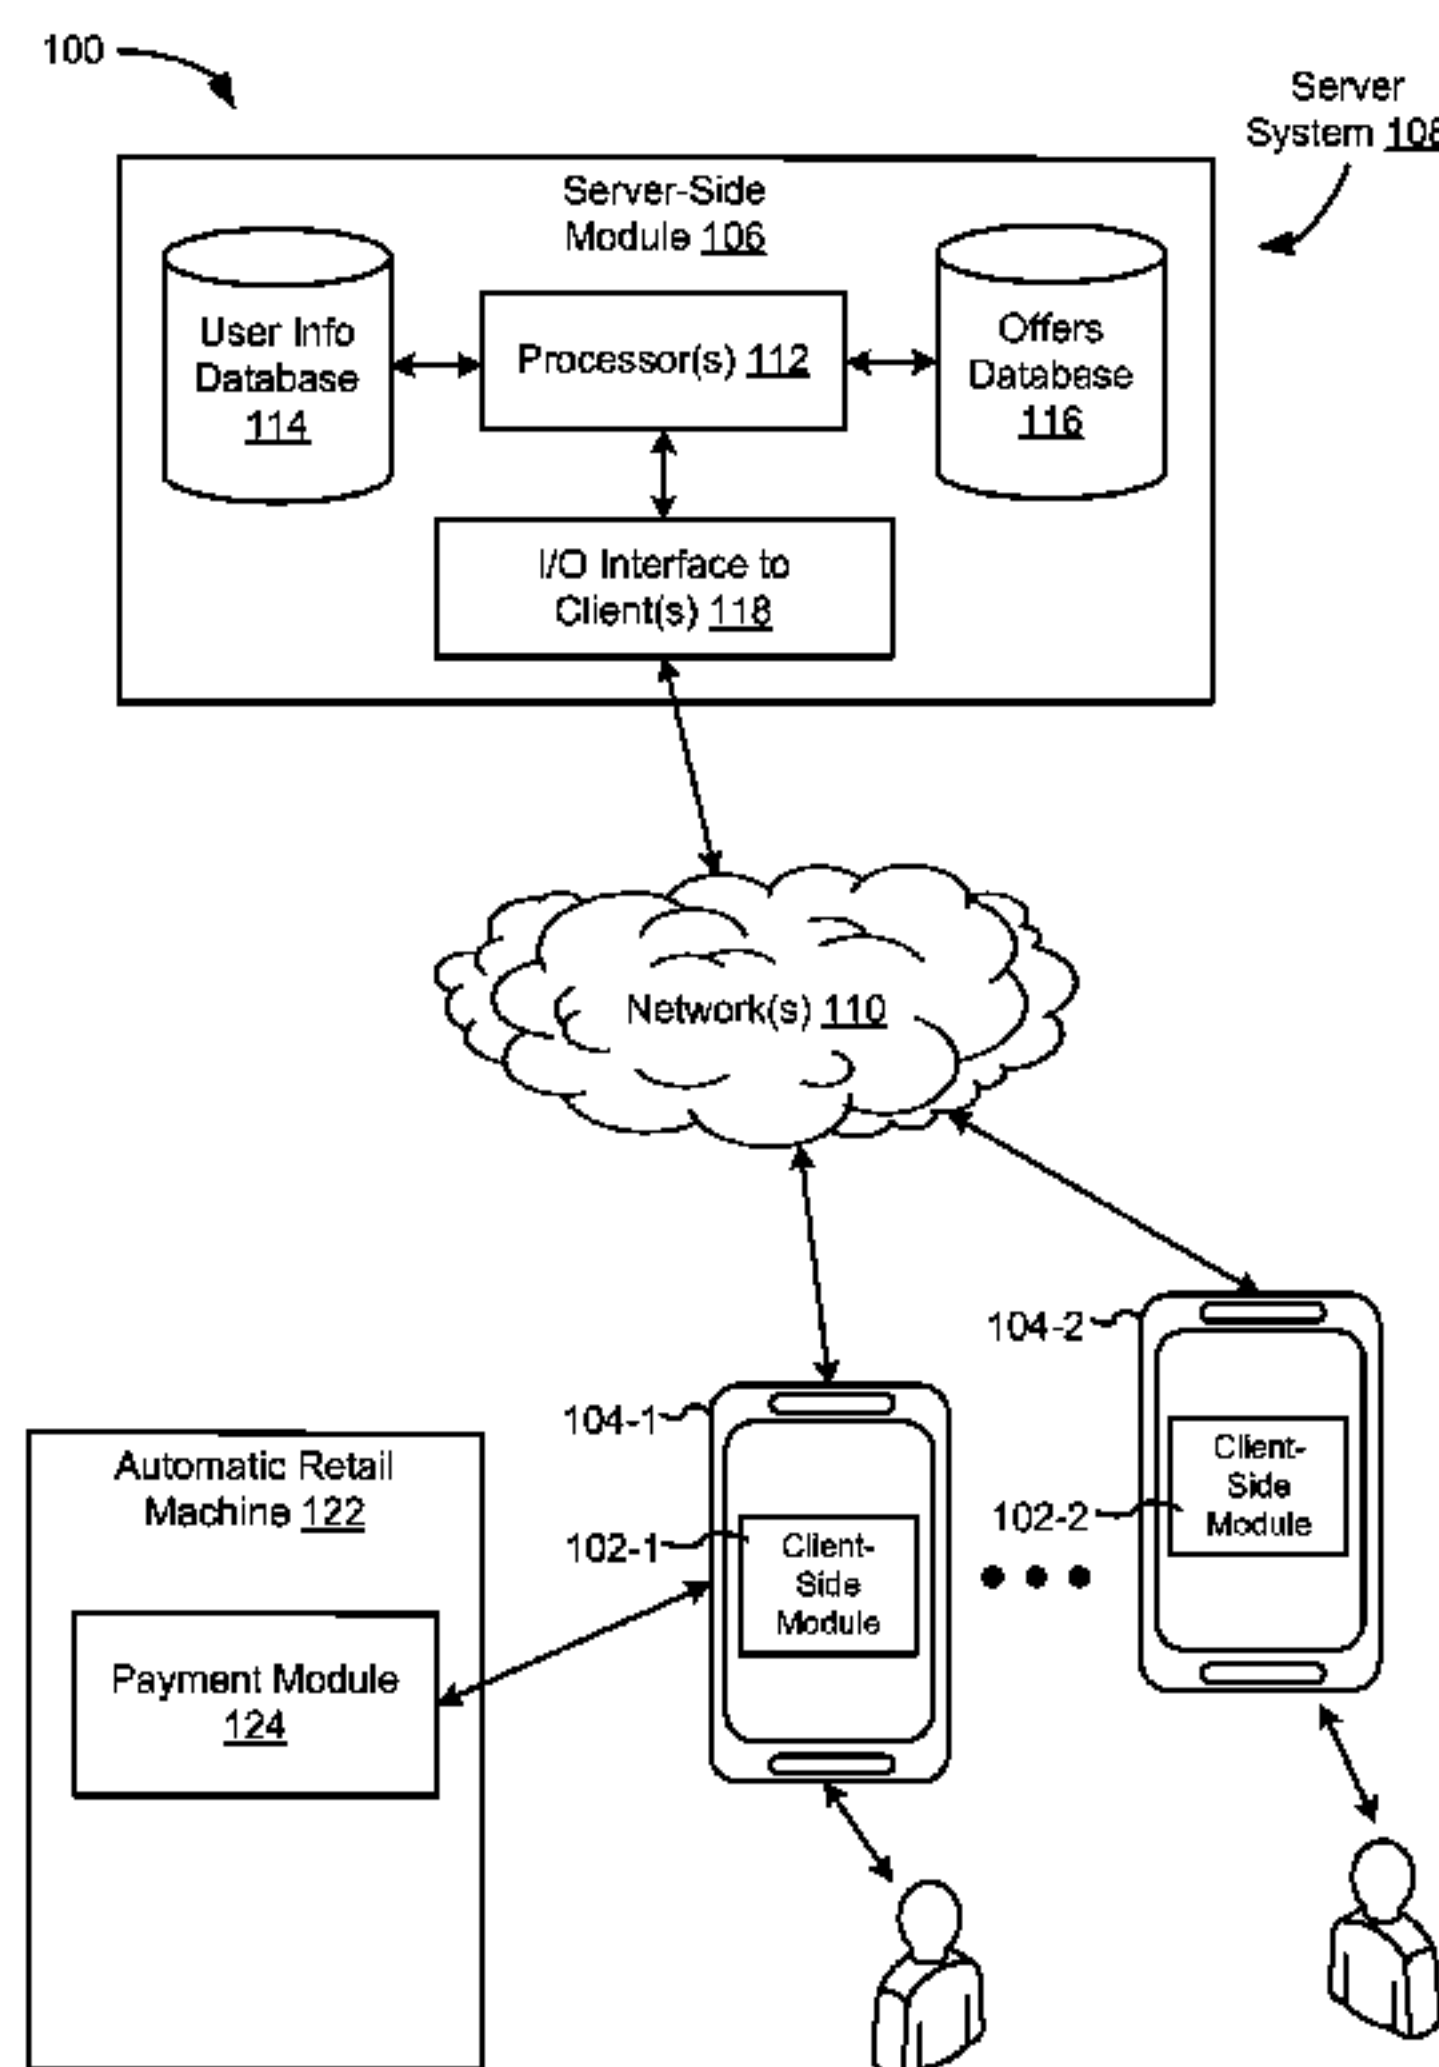 100
Server
System 108
Server-Side
Module 106
User Info
Database
114
Processor(s) 112
Offers
Database
116
I/O Interface to
Client(s) 118
Network(s) 110
104-2
Client-
Side
Module
102-2
104-1
Client-
Side
Module
102-1
Automatic Retail
Machine 122
Payment Module
124